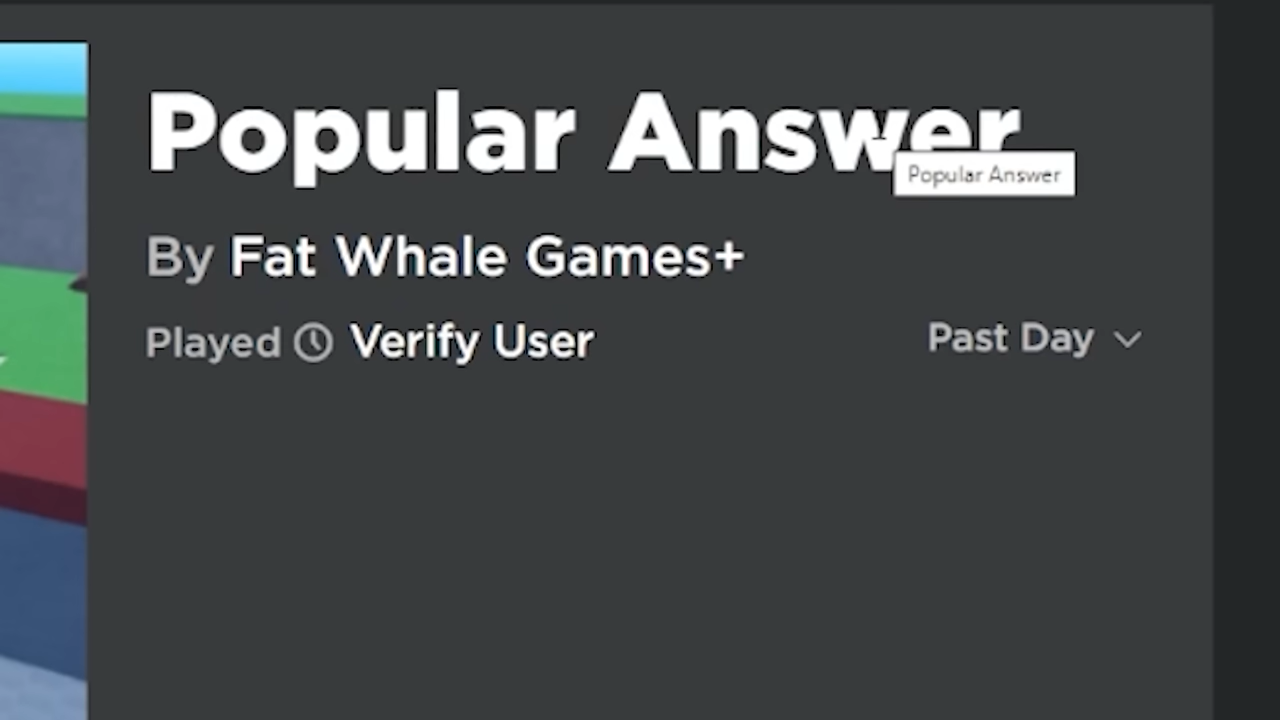 Popular Answer
Popular Answer
By Fat Whale Games+
Played Verify User
Past Day